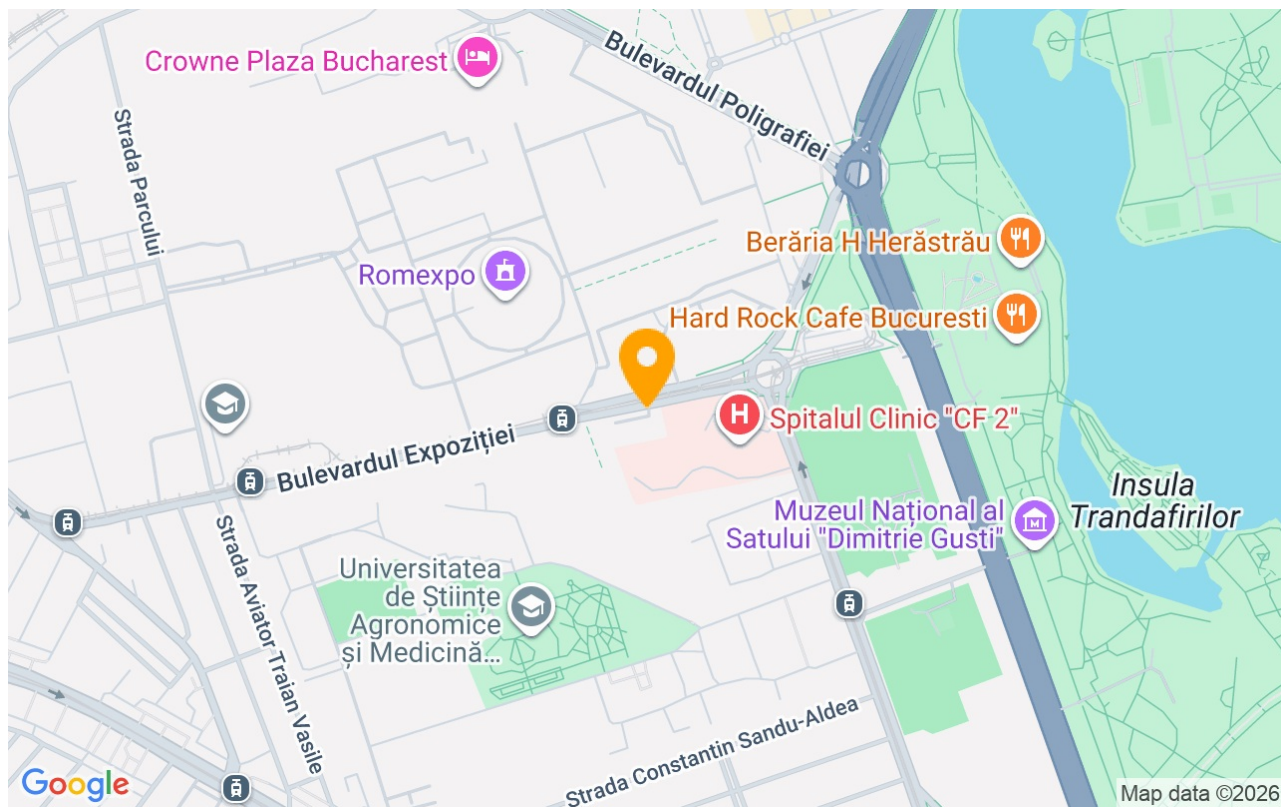 Crowne Plaza Bucharest
Bulevardul Poligrafiei
Strada Parcului
Berăria H Herăstrău
Romexpo
Hard Rock Cafe Bucuresti
H
Spitalul Clinic "CF 2"
Bulevardul Expoziției
Insula
Trandafirilor
Muzeul Național al
Satului "Dimitrie Gusti"
M
Universitatea
de Științe
Agronomice
și Medicină...
Strada Aviator Traian Vasile
Strada Constantin Sandu-Aldea
Google
Map data ©2026